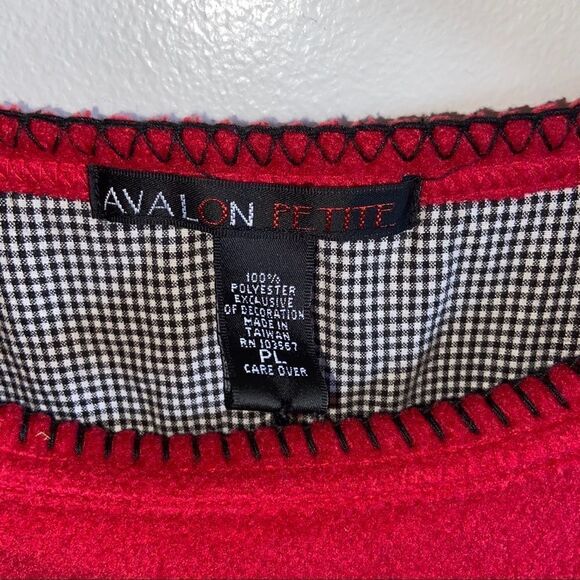 AVALON PETITE
100%
POLYESTER
EXCLUSIVE
OF DECORATION
MADE IN
TAIWAN
RN 103567
PL
CARE OVER